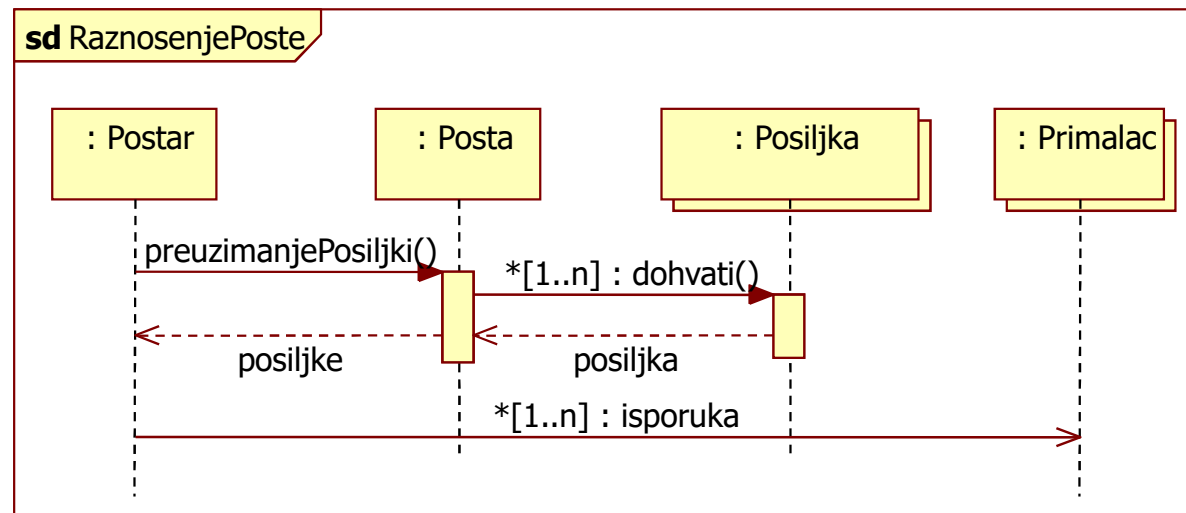 sd RaznosenjePoste
: Postar
: Posta
: Posiljka
: Primalac
preuzimanjePosiljki()
*[1..n] : dohvati()
posiljke
posiljka
*[1..n] : isporuka